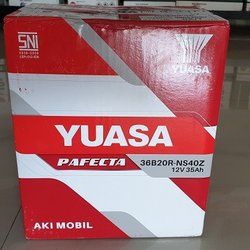 SNI
YUASA
YUASA
PAFECTA
36B20R-NS40Z
12V 35Ah
AKI MOBIL